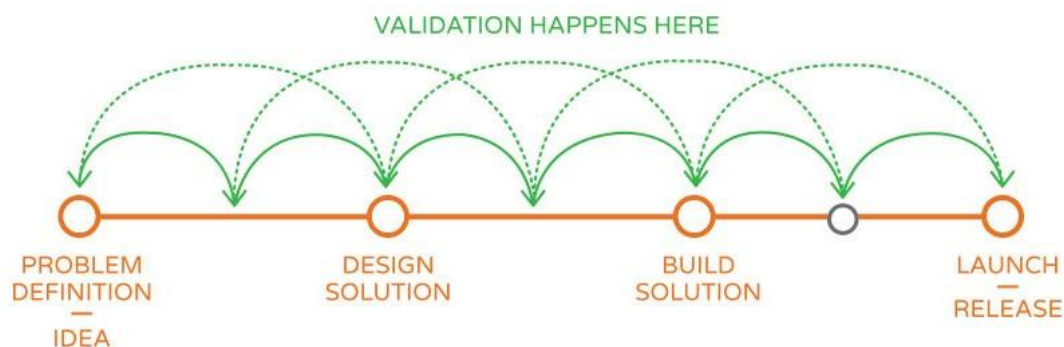 VALIDATION HAPPENS HERE
PROBLEM
DEFINITION
—
IDEA
DESIGN
SOLUTION
BUILD
SOLUTION
LAUNCH
—
RELEASE